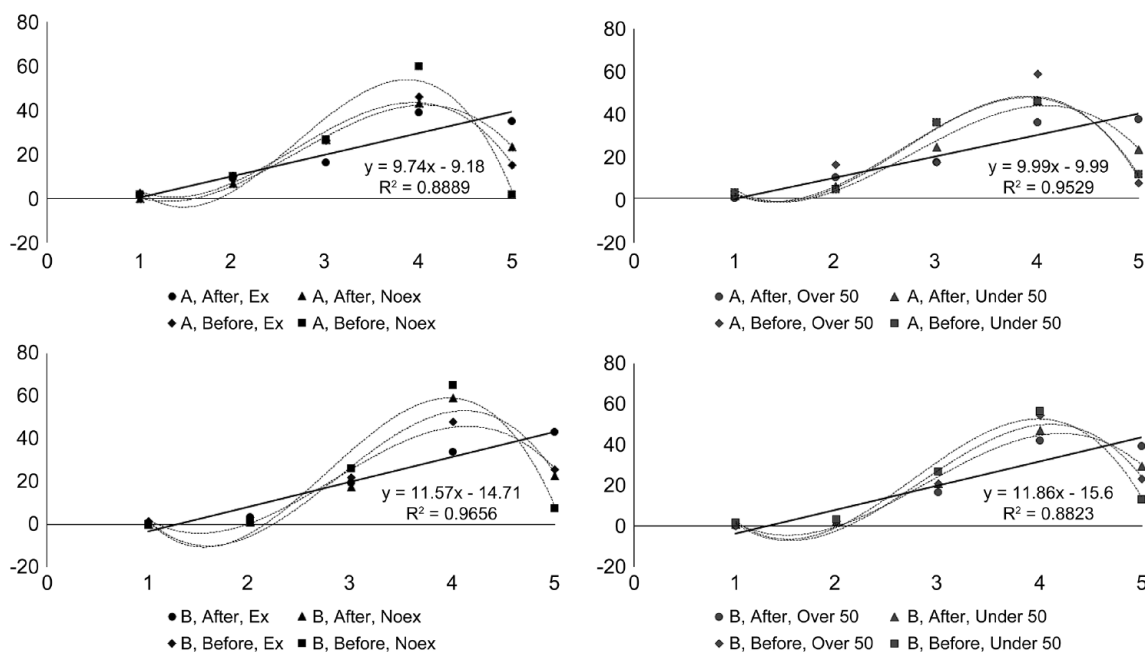 80
60
40
20
0
-20
y = 9.74x - 9.18
R² = 0.8889
0 1 2 3 4 5
A, After, Ex A, After, Noex
A, Before, Ex A, Before, Noex
80
60
40
20
0
-20
y = 9.99x - 9.99
R² = 0.9529
0 1 2 3 4 5
A, After, Over 50 A, After, Under 50
A, Before, Over 50 A, Before, Under 50
80
60
40
20
0
-20
y = 11.57x - 14.71
R² = 0.9656
0 1 2 3 4 5
B, After, Ex B, After, Noex
B, Before, Ex B, Before, Noex
80
60
40
20
0
-20
y = 11.86x - 15.6
R² = 0.8823
0 1 2 3 4 5
B, After, Over 50 B, After, Under 50
B, Before, Over 50 B, Before, Under 50